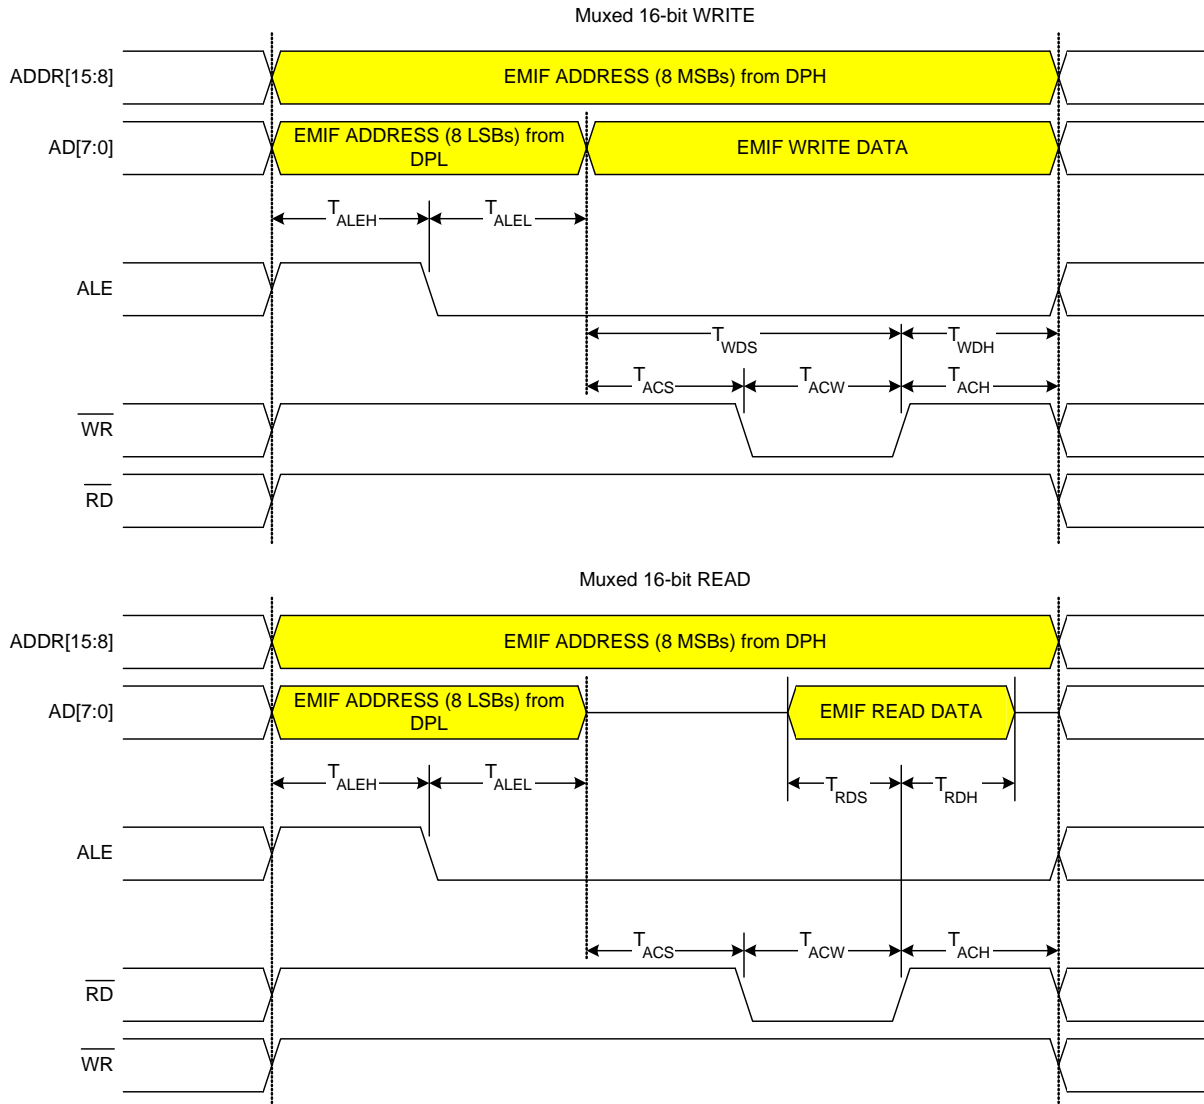 Muxed 16-bit WRITE
ADDR[15:8]
EMIF ADDRESS (8 MSBs) from DPH
AD[7:0]
EMIF ADDRESS (8 LSBs) from
DPL
EMIF WRITE DATA
TALEH
TALEL
ALE
TWDS
TWDH
TACS
TACW
TACH
WR
RD
Muxed 16-bit READ
ADDR[15:8]
EMIF ADDRESS (8 MSBs) from DPH
AD[7:0]
EMIF ADDRESS (8 LSBs) from
DPL
EMIF READ DATA
TALEH
TALEL
TRDS
TRDH
ALE
TACS
TACW
TACH
RD
WR